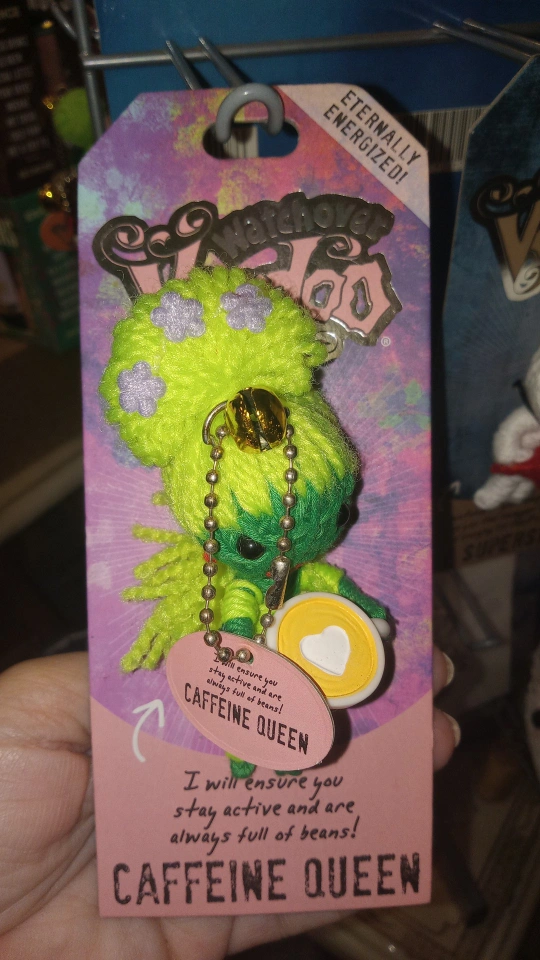 ETERNALLY
ENERGIZED!
Watchover
Voodoo
®
I will ensure you
stay active and are
always full of beans!
CAFFEINE QUEEN
I will ensure you
stay active and are
always full of beans!
CAFFEINE QUEEN